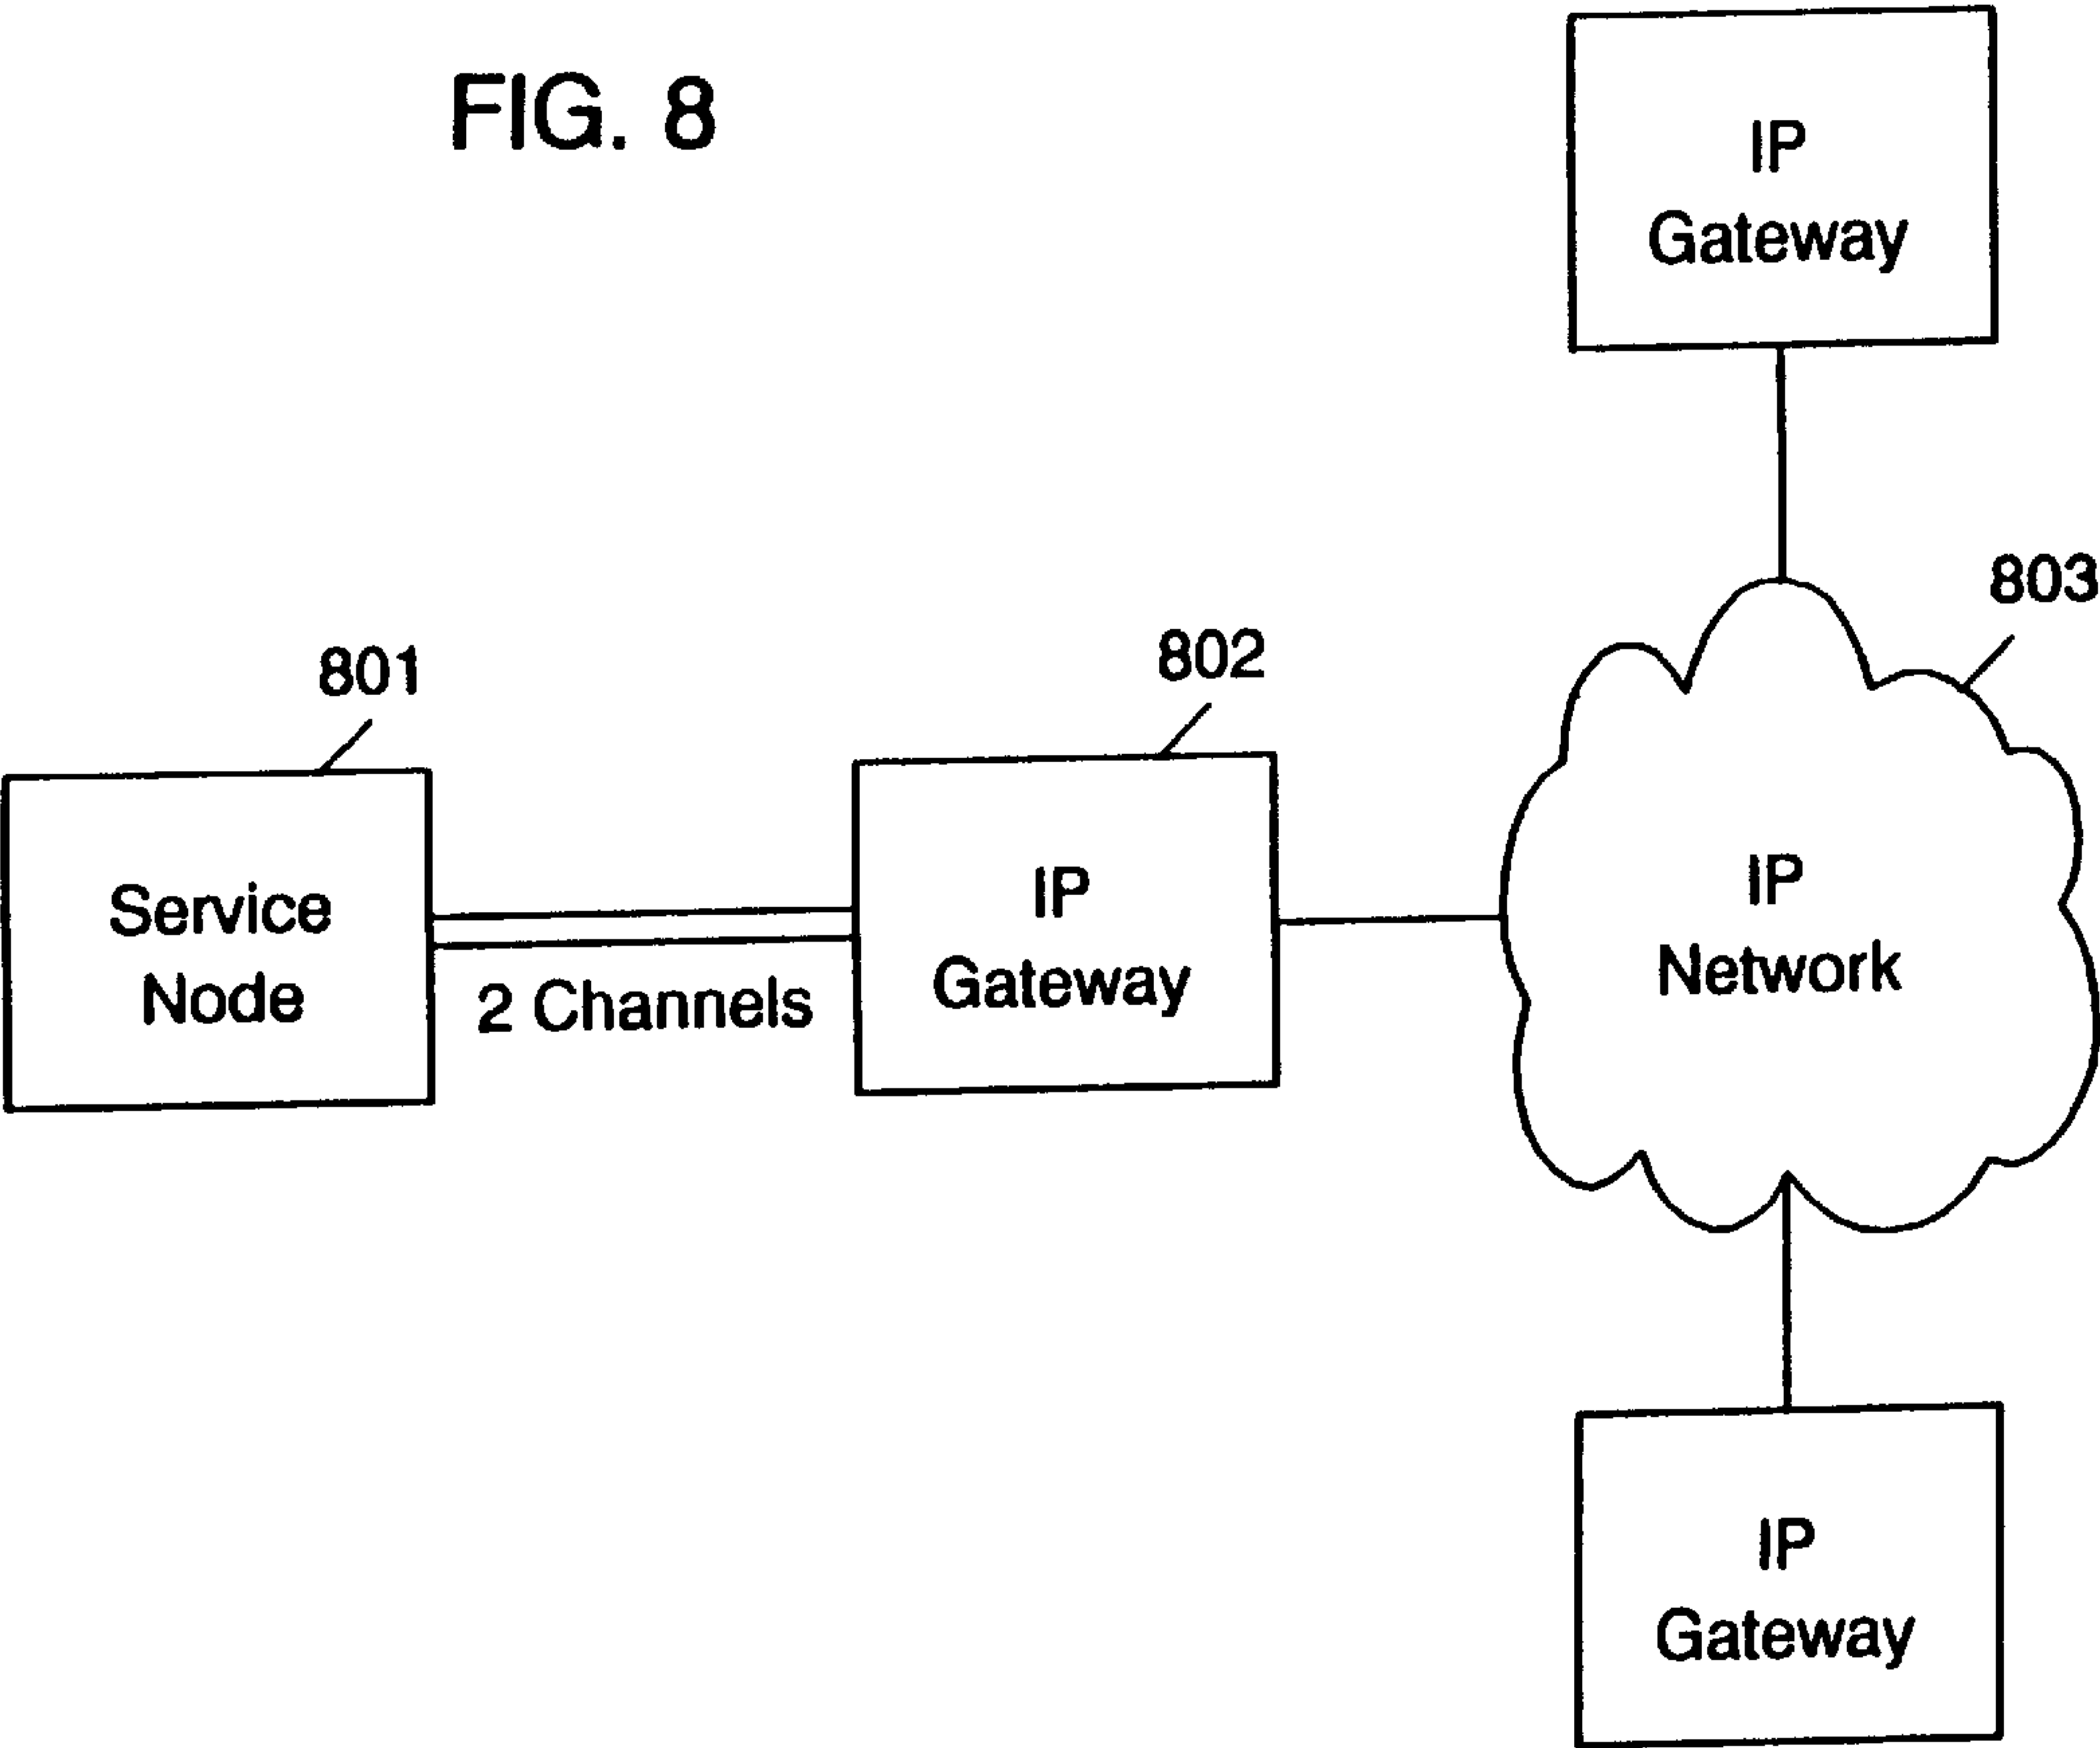 FIG. 8
IP
Gateway
803
801
802
Service
Node
2 Channels
IP
Gateway
IP
Network
IP
Gateway